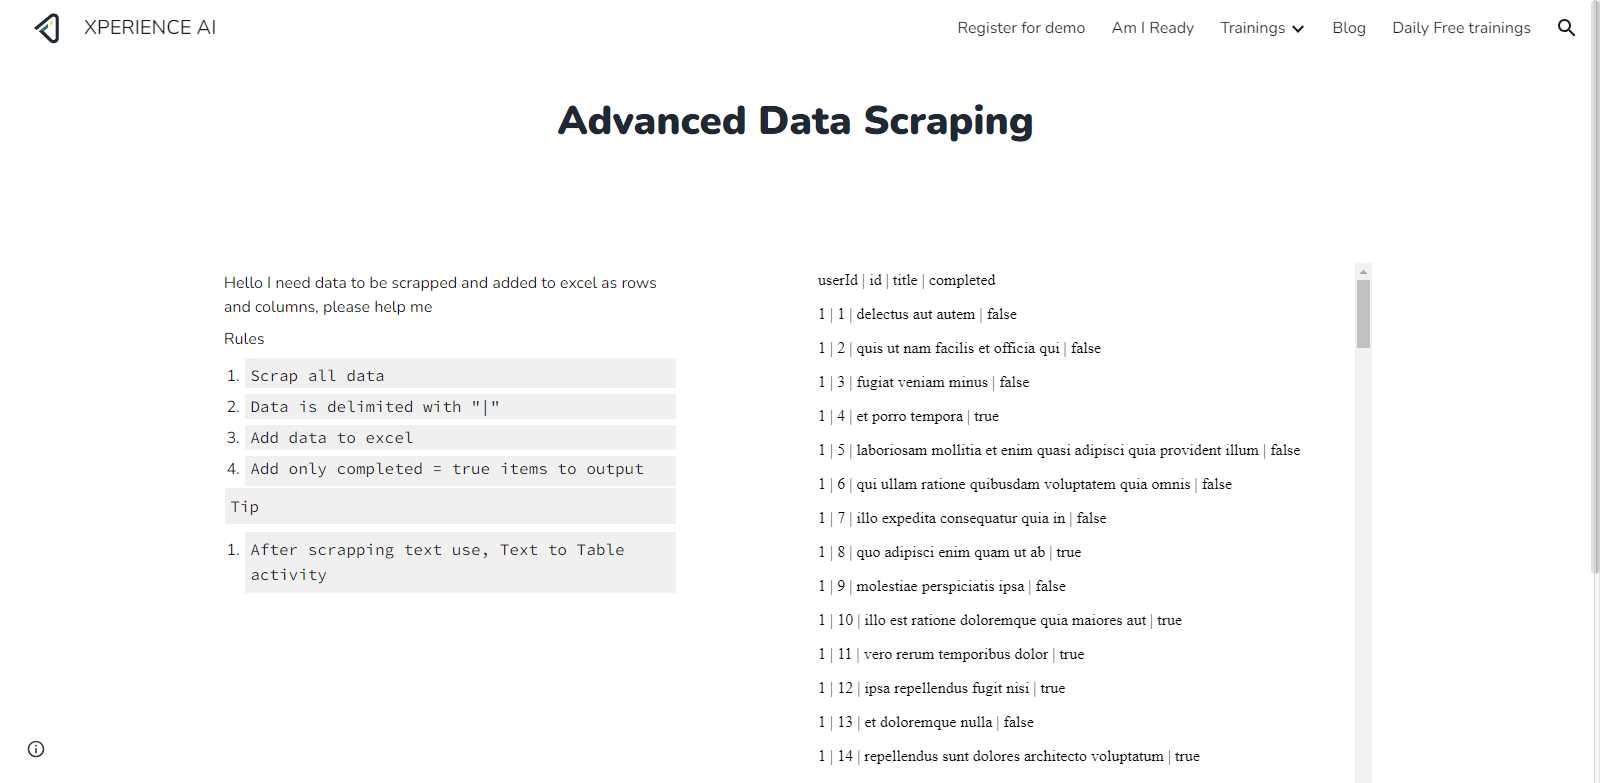 XPERIENCE AI
Register for demo
Am I Ready
Trainings
Blog
Daily Free trainings
Advanced Data Scraping
Hello I need data to be scrapped and added to excel as rows
and columns, please help me
Rules
1. Scrap all data
2. Data is delimited with "|"
3. Add data to excel
4. Add only completed = true items to output
Tip
1. After scrapping text use, Text to Table
activity
userId | id | title | completed
1 | 1 | delectus aut autem | false
1 | 2 | quis ut nam facilis et officia qui | false
1 | 3 | fugiat veniam minus | false
1 | 4 | et porro tempora | true
1 | 5 | laboriosam mollitia et enim quasi adipisci quia provident illum | false
1 | 6 | qui ullam ratione quibusdam voluptatem quia omnis | false
1 | 7 | illo expedita consequatur quia in | false
1 | 8 | quo adipisci enim quam ut ab | true
1 | 9 | molestiae perspiciatis ipsa | false
1 | 10 | illo est ratione doloremque quia maiores aut | true
1 | 11 | vero rerum temporibus dolor | true
1 | 12 | ipsa repellendus fugit nisi | true
1 | 13 | et doloremque nulla | false
1 | 14 | repellendus sunt dolores architecto voluptatum | true